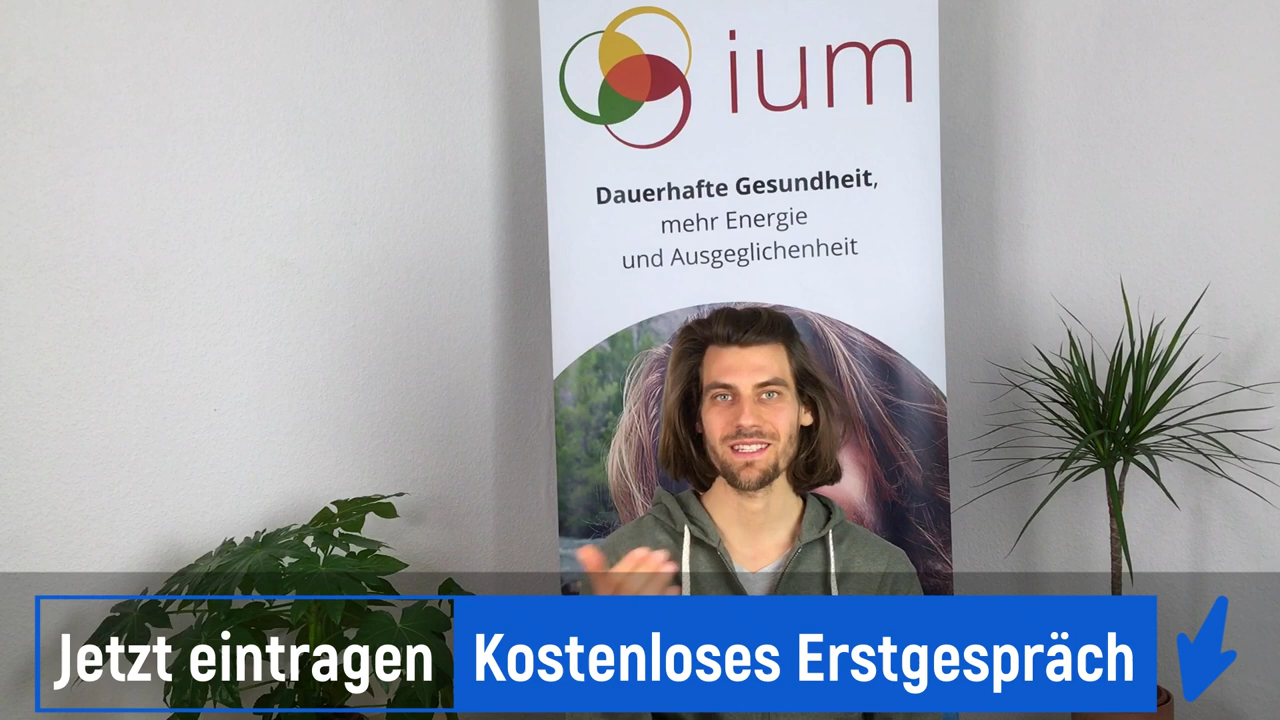 ium
Dauerhafte Gesundheit,
mehr Energie
und Ausgeglichenheit
Jetzt eintragen Kostenloses Erstgespräch